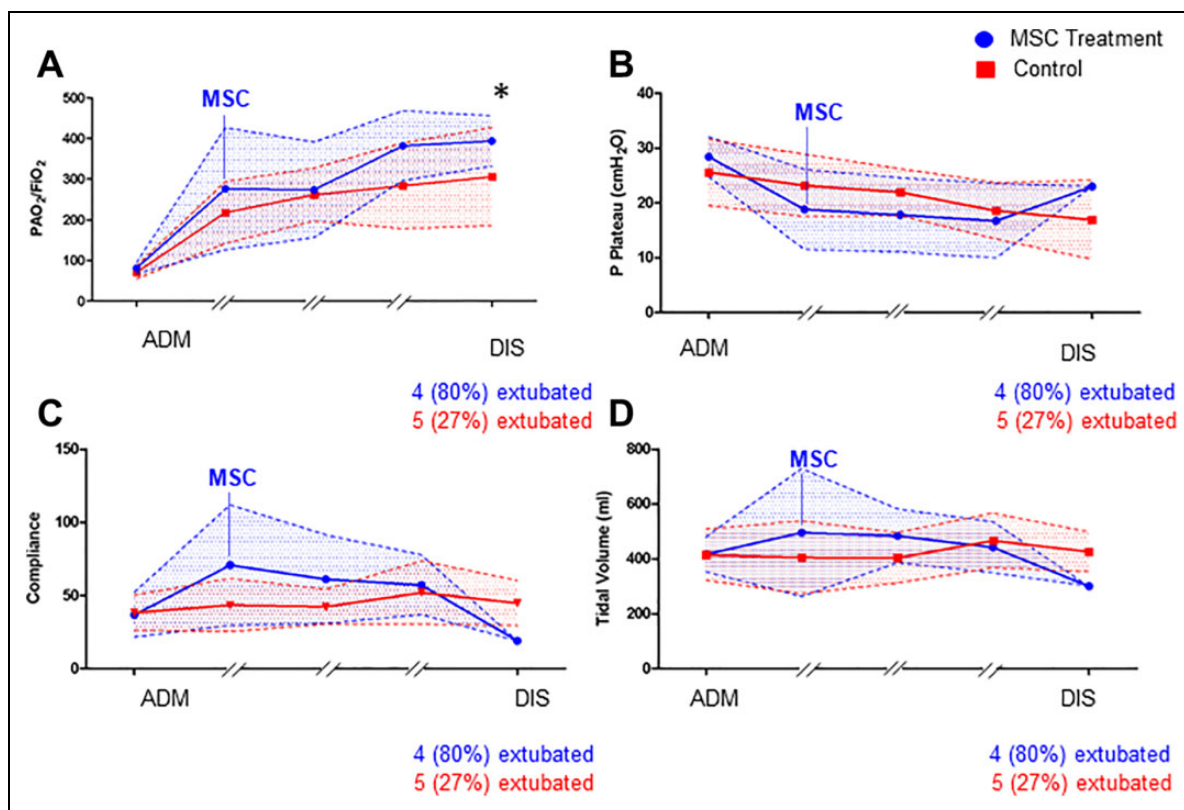 MSC Treatment
Control
A
MSC
*
PAO2/FiO2
500
400
300
200
100
0
ADM
DIS
4 (80%) extubated
5 (27%) extubated
B
MSC
P Plateau (cmH2O)
40
30
20
10
0
ADM
DIS
4 (80%) extubated
5 (27%) extubated
C
MSC
Compliance
150
100
50
0
ADM
DIS
4 (80%) extubated
5 (27%) extubated
D
MSC
Tidal Volume (ml)
800
600
400
200
0
ADM
DIS
4 (80%) extubated
5 (27%) extubated